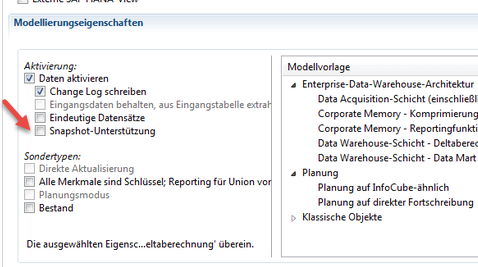 Externe SAP-HANA-View
Modellierungseigenschaften
Aktivierung:
Daten aktivieren
Change Log schreiben
Eingangsdaten behalten, aus Eingangstabelle extrah
Eindeutige Datensätze
Snapshot-Unterstützung
Sondertypen:
Direkte Aktualisierung
Alle Merkmale sind Schlüssel; Reporting für Union vor
Planungsmodus
Bestand
Die ausgewählten Eigensc...eltaberechnung' überein.
Modellvorlage
Enterprise-Data-Warehouse-Architektur
Data Acquisition-Schicht (einschließli
Corporate Memory - Komprimierung
Corporate Memory - Reportingfunkti
Data Warehouse-Schicht - Deltaberec
Data Warehouse-Schicht - Data Mart
Planung
Planung auf InfoCube-ähnlich
Planung auf direkter Fortschreibung
Klassische Objekte